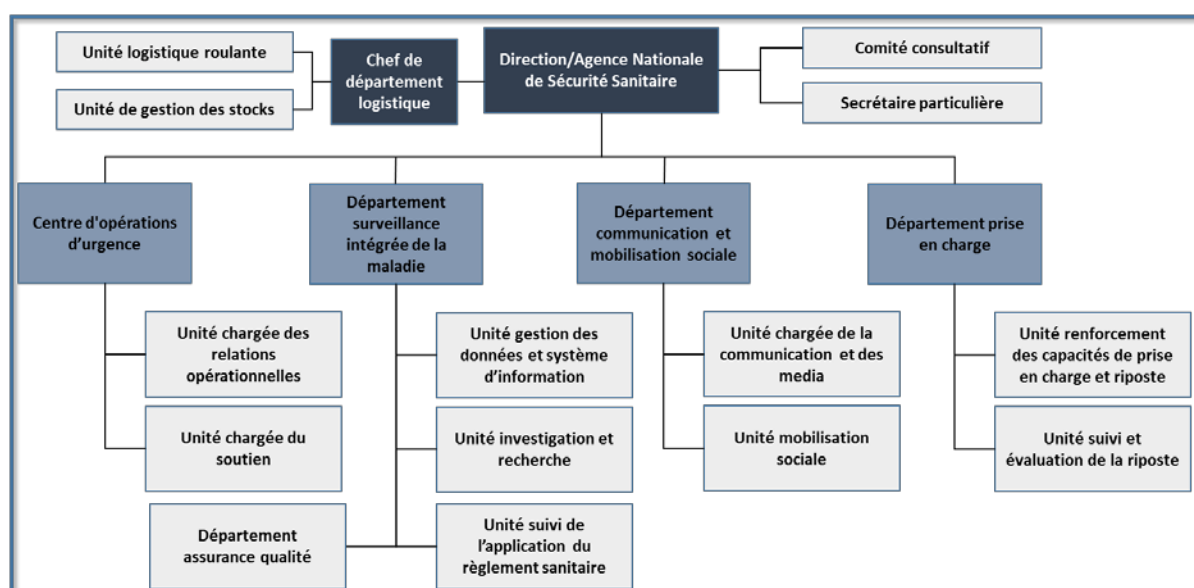 Unité logistique roulante
Unité de gestion des stocks
Chef de
département
logistique
Direction/Agence Nationale
de Sécurité Sanitaire
Comité consultatif
Secrétaire particulière
Centre d'opérations
d'urgence
Département
surveillance
intégrée de la
maladie
Département
communication et
mobilisation sociale
Département prise
en charge
Unité chargée des
relations
opérationnelles
Unité gestion des
données et système
d'information
Unité chargée de la
communication et des
media
Unité renforcement
des capacités de prise
en charge et riposte
Unité chargée du
soutien
Unité investigation et
recherche
Unité mobilisation
sociale
Unité suivi et
évaluation de la riposte
Département
assurance qualité
Unité suivi de
l'application du
règlement sanitaire